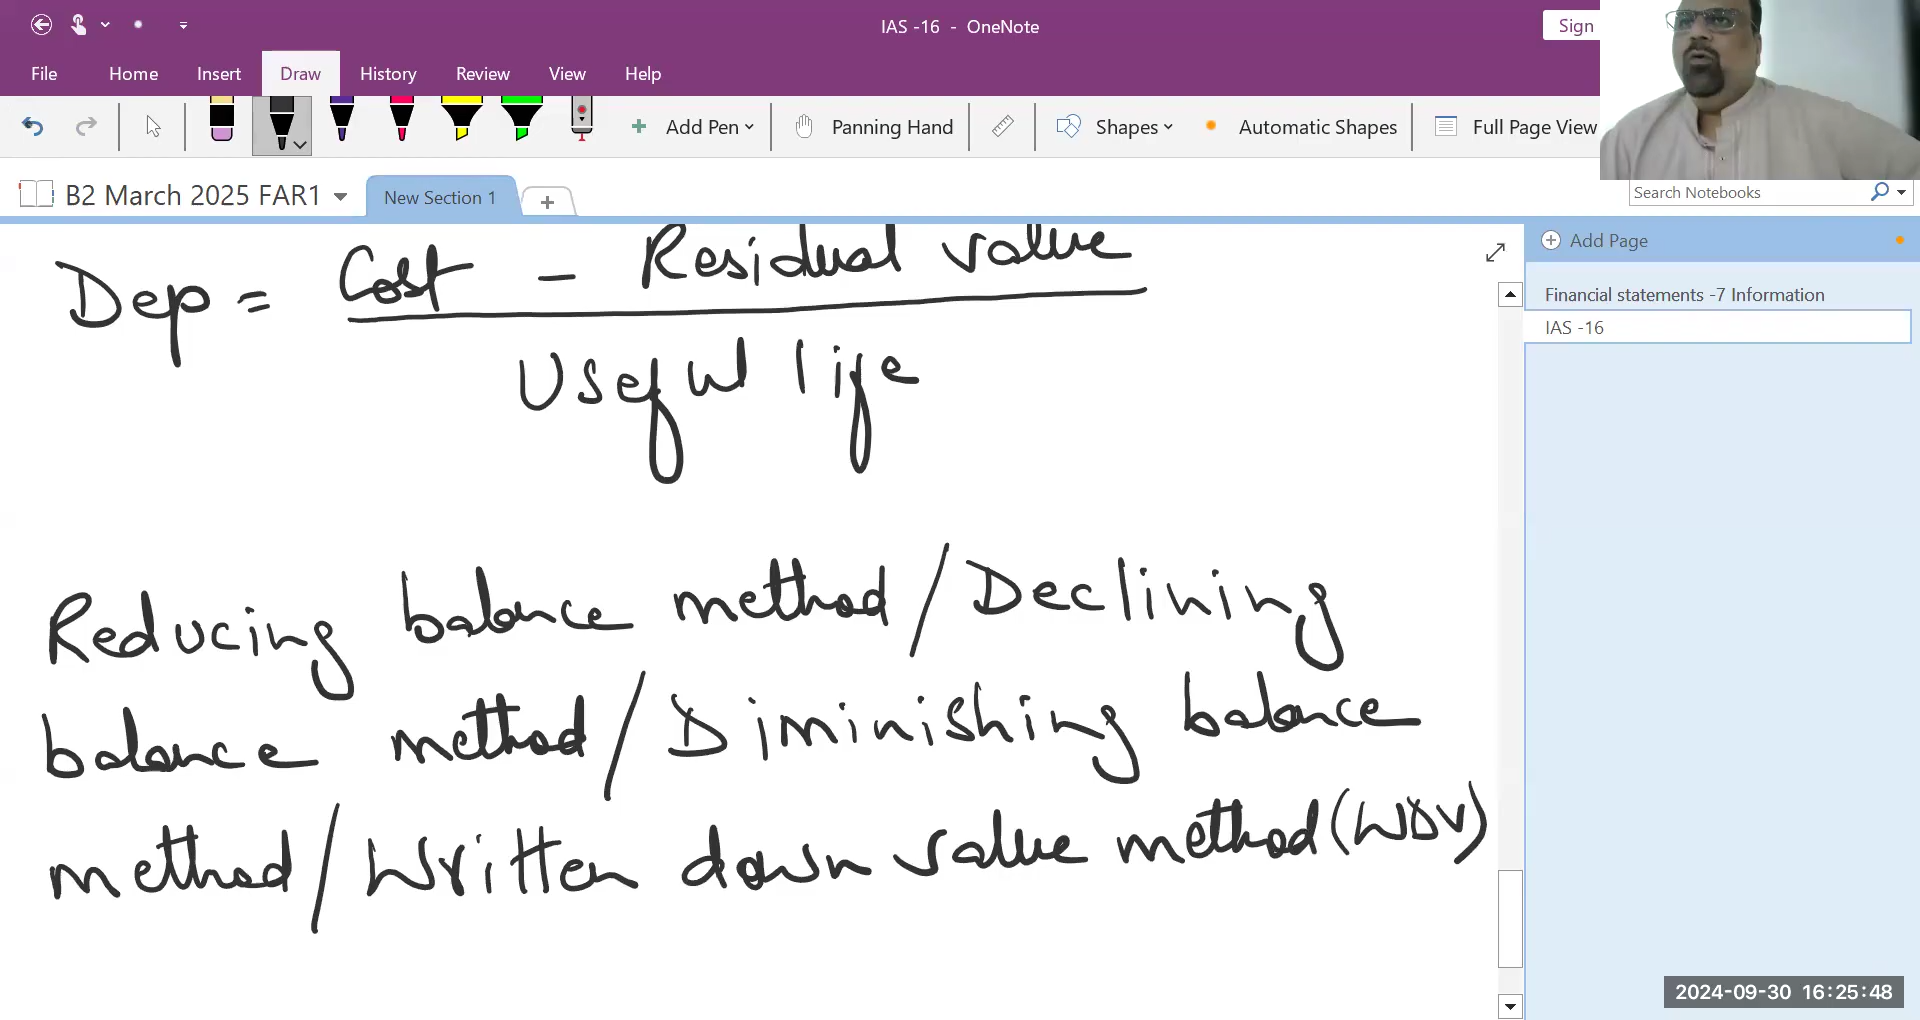 IAS -16 - OneNote
Sign
File Home Insert Draw History Review View Help
Add Pen Panning Hand Shapes Automatic Shapes Full Page View
B2 March 2025 FAR1 New Section 1
Search Notebooks
Add Page
Financial statements -7 Information
IAS -16
Dep = Cost - Residual value
Useful life
Reducing balance method/Declining
balance method/Diminishing balance
method/Written down value method(WDV)
2024-09-30 16:25:48